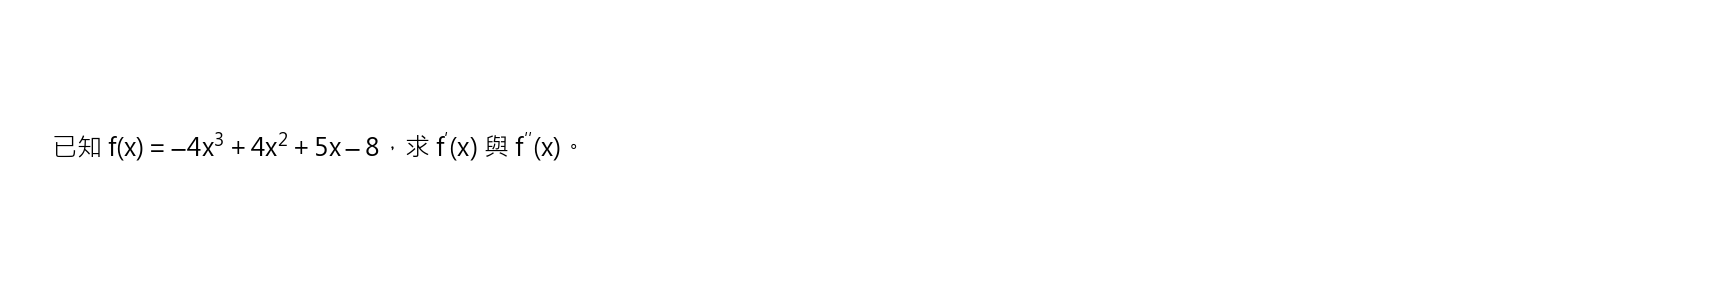 已知 f(x) = −4x³ + 4x² + 5x − 8，求 f′(x) 與 f′′(x)。